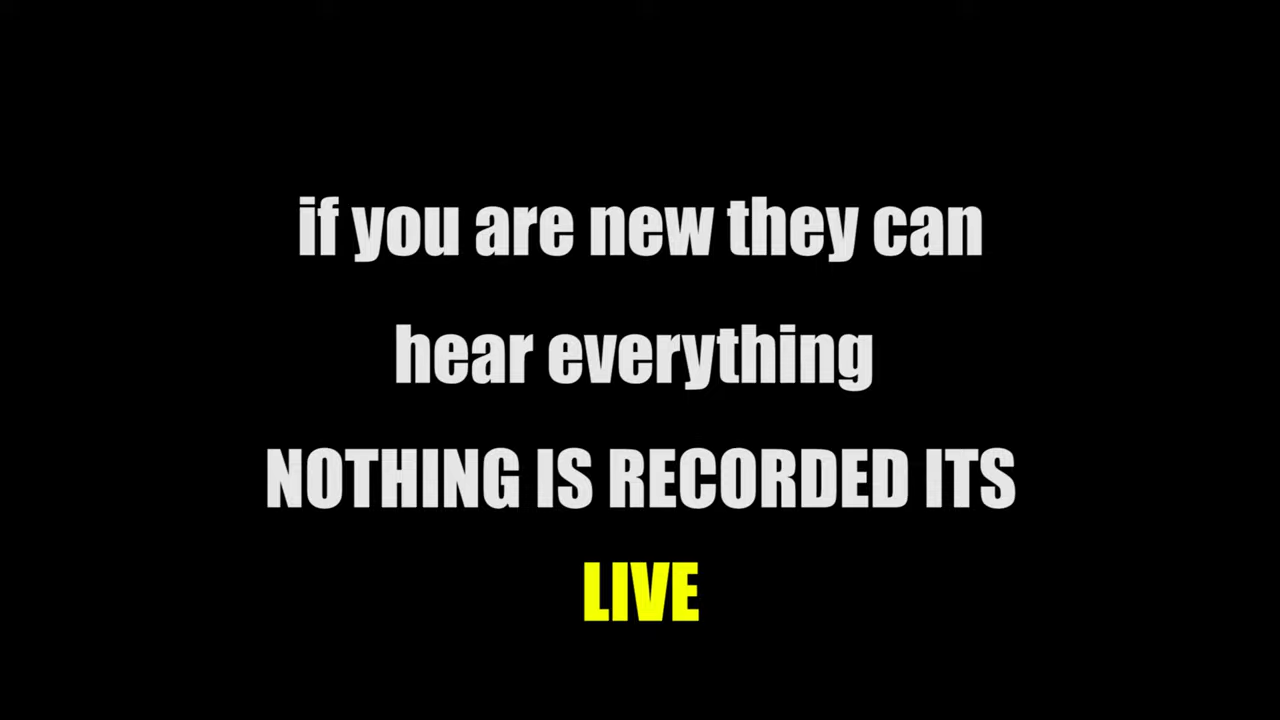 if you are new they can
hear everything
NOTHING IS RECORDED ITS
LIVE